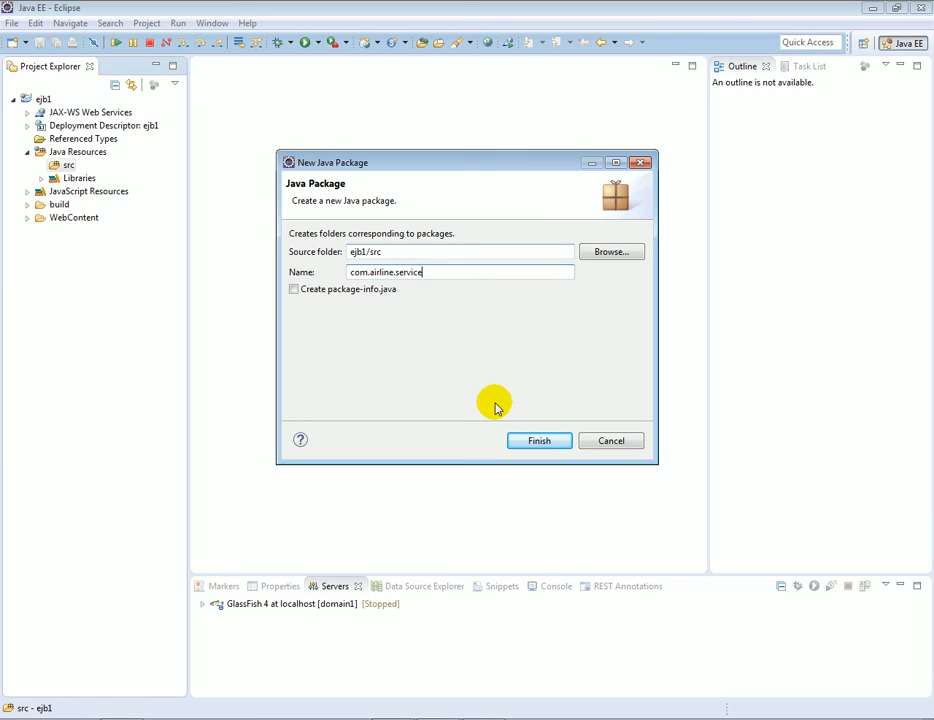 Java EE - Eclipse
File Edit Navigate Search Project Run Window Help
Quick Access
Java EE
Project Explorer
Outline
Task List
An outline is not available.
ejb1
JAX-WS Web Services
Deployment Descriptor: ejb1
Referenced Types
Java Resources
src
Libraries
JavaScript Resources
build
WebContent
New Java Package
Java Package
Create a new Java package.
Creates folders corresponding to packages.
Source folder: ejb1/src Browse...
Name: com.airline.service
Create package-info.java
? Finish Cancel
Markers Properties Servers Data Source Explorer Snippets Console REST Annotations
GlassFish 4 at localhost [domain1] [Stopped]
src - ejb1